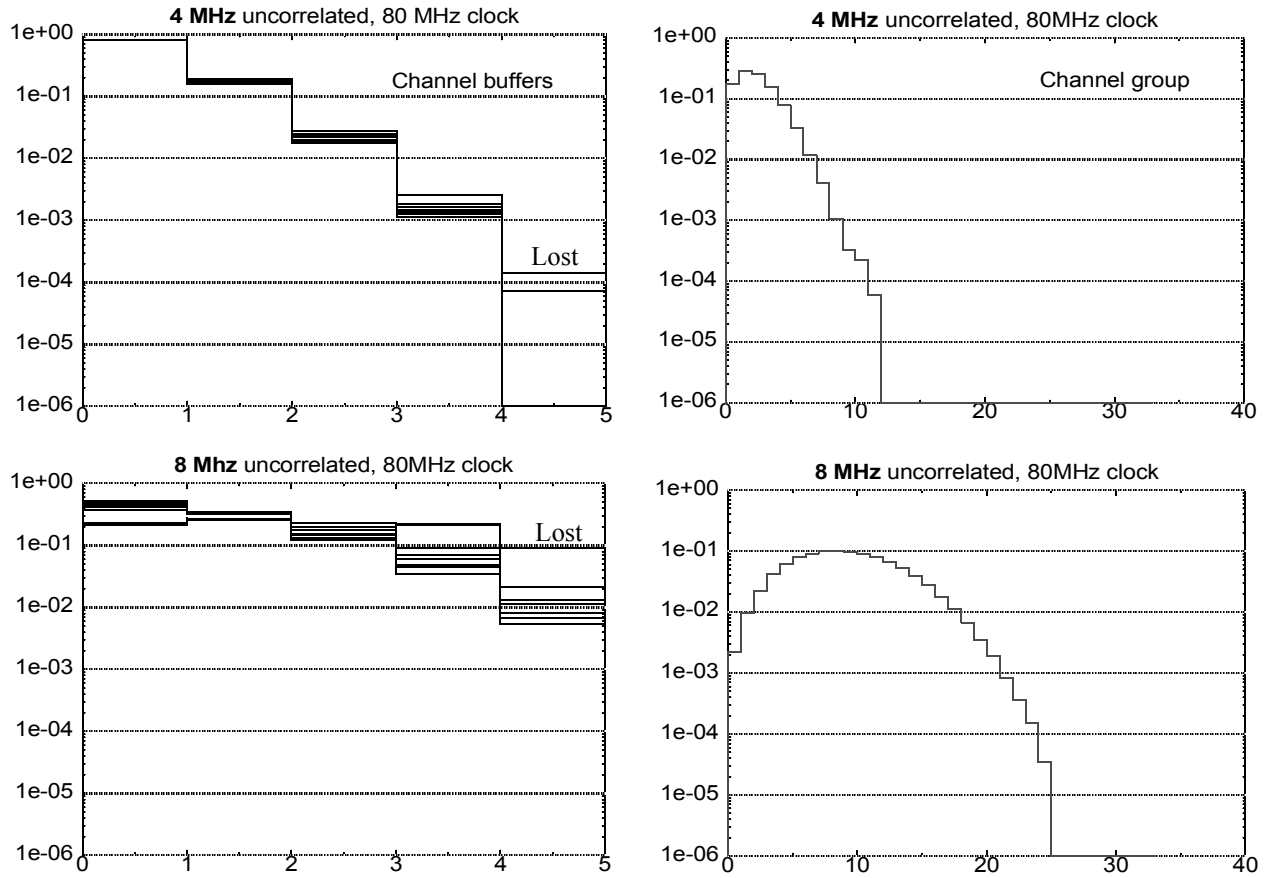 4 MHz uncorrelated, 80 MHz clock
1e+00
1e-01
1e-02
1e-03
1e-04
1e-05
1e-06
Channel buffers
Lost
0 1 2 3 4 5
4 MHz uncorrelated, 80MHz clock
1e+00
1e-01
1e-02
1e-03
1e-04
1e-05
1e-06
Channel group
0 10 20 30 40
8 Mhz uncorrelated, 80MHz clock
1e+00
1e-01
1e-02
1e-03
1e-04
1e-05
1e-06
Lost
0 1 2 3 4 5
8 MHz uncorrelated, 80MHz clock
1e+00
1e-01
1e-02
1e-03
1e-04
1e-05
1e-06
0 10 20 30 40